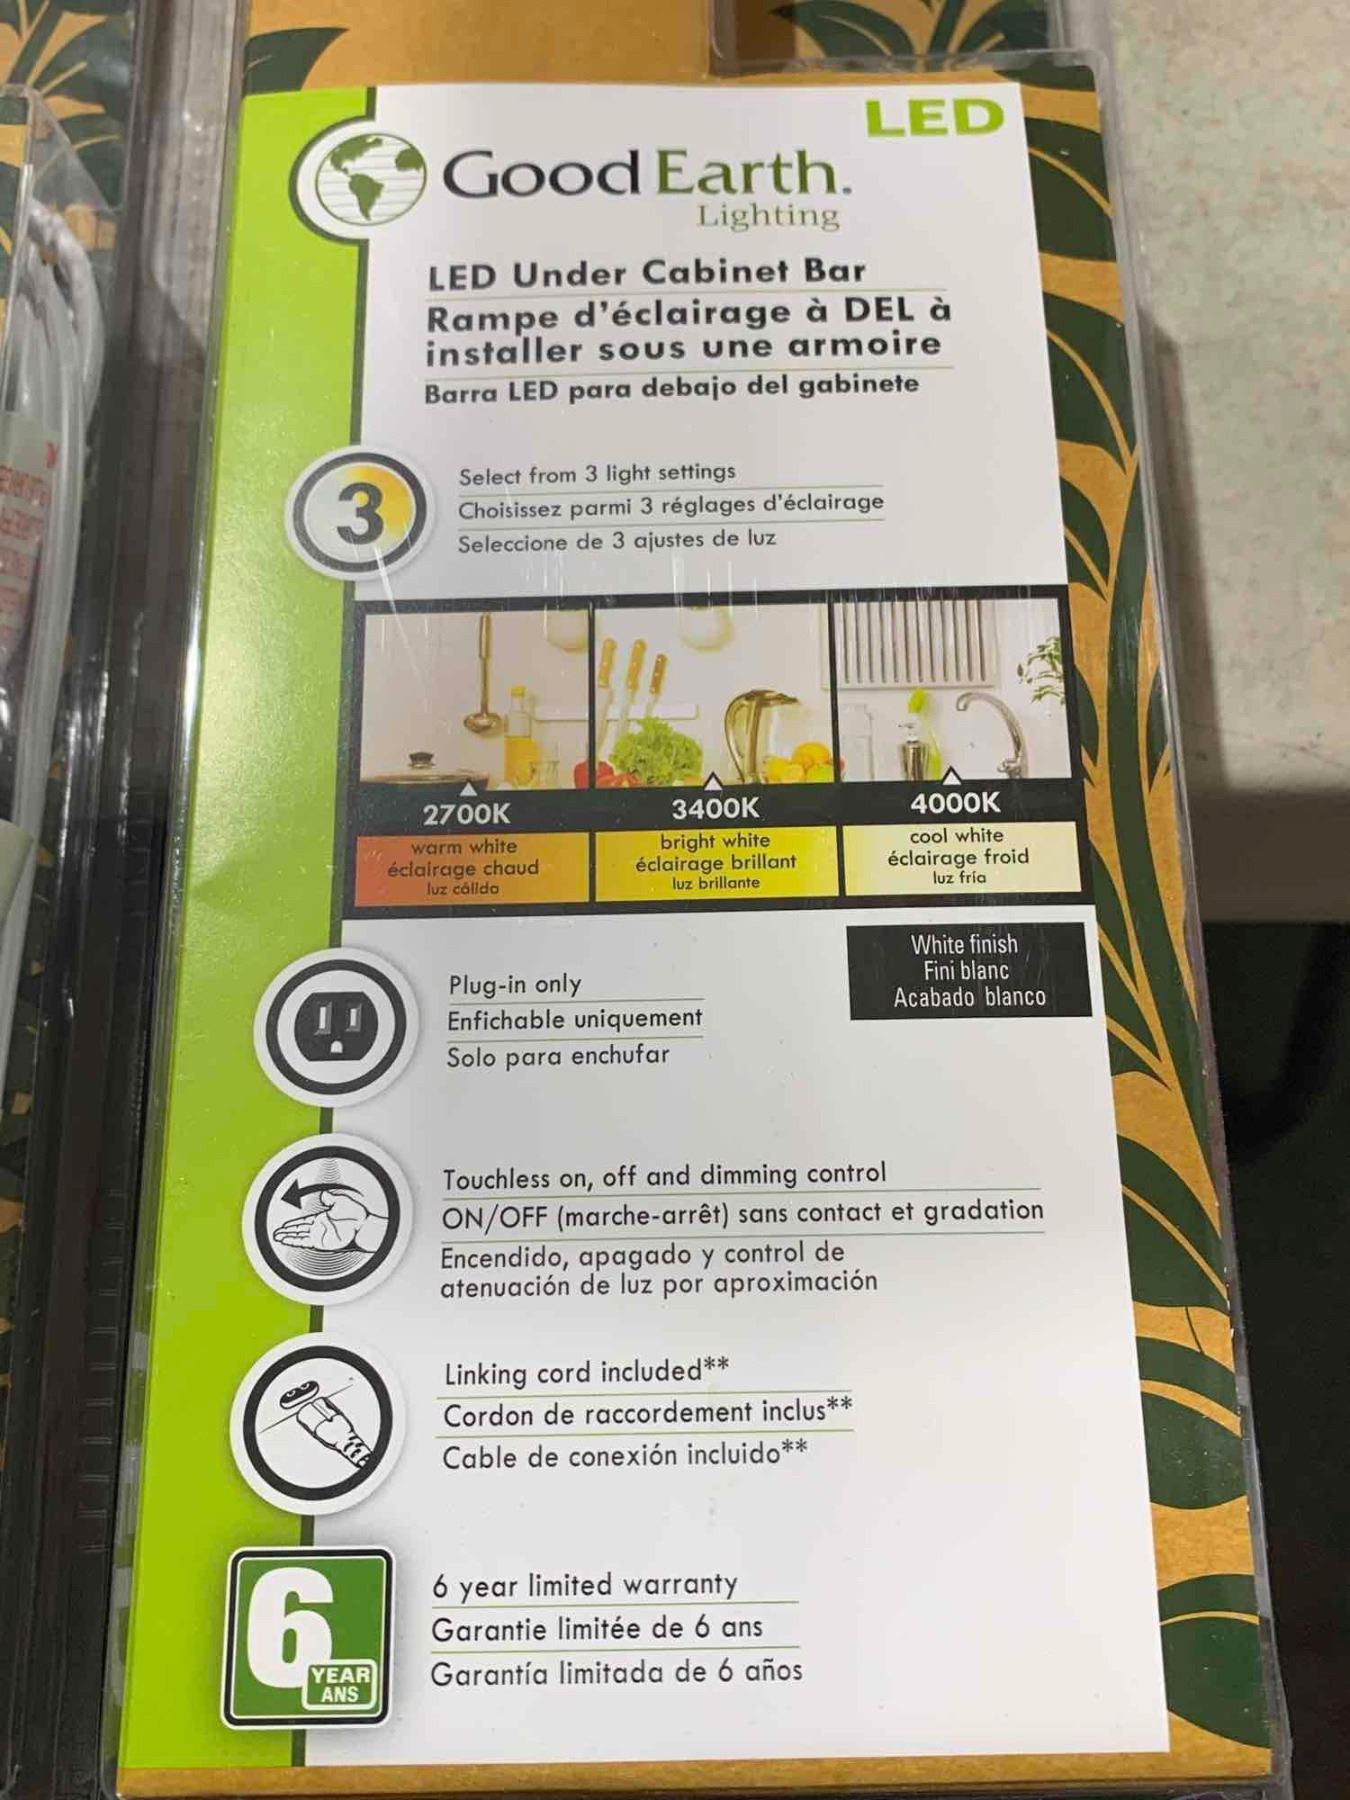 LED
Good Earth.
Lighting
LED Under Cabinet Bar
Rampe d'éclairage à DEL à
installer sous une armoire
Barra LED para debajo del gabinete
3
Select from 3 light settings
Choisissez parmi 3 réglages d'éclairage
Seleccione de 3 ajustes de luz
2700K
warm white
éclairage chaud
luz cálida
3400K
bright white
éclairage brillant
luz brillante
4000K
cool white
éclairage froid
luz fría
White finish
Fini blanc
Acabado blanco
Plug-in only
Enfichable uniquement
Solo para enchufar
Touchless on, off and dimming control
ON/OFF (marche-arrêt) sans contact et gradation
Encendido, apagado y control de
atenuación de luz por aproximación
Linking cord included**
Cordon de raccordement inclus**
Cable de conexión incluido**
6
YEAR
ANS
6 year limited warranty
Garantie limitée de 6 ans
Garantía limitada de 6 años